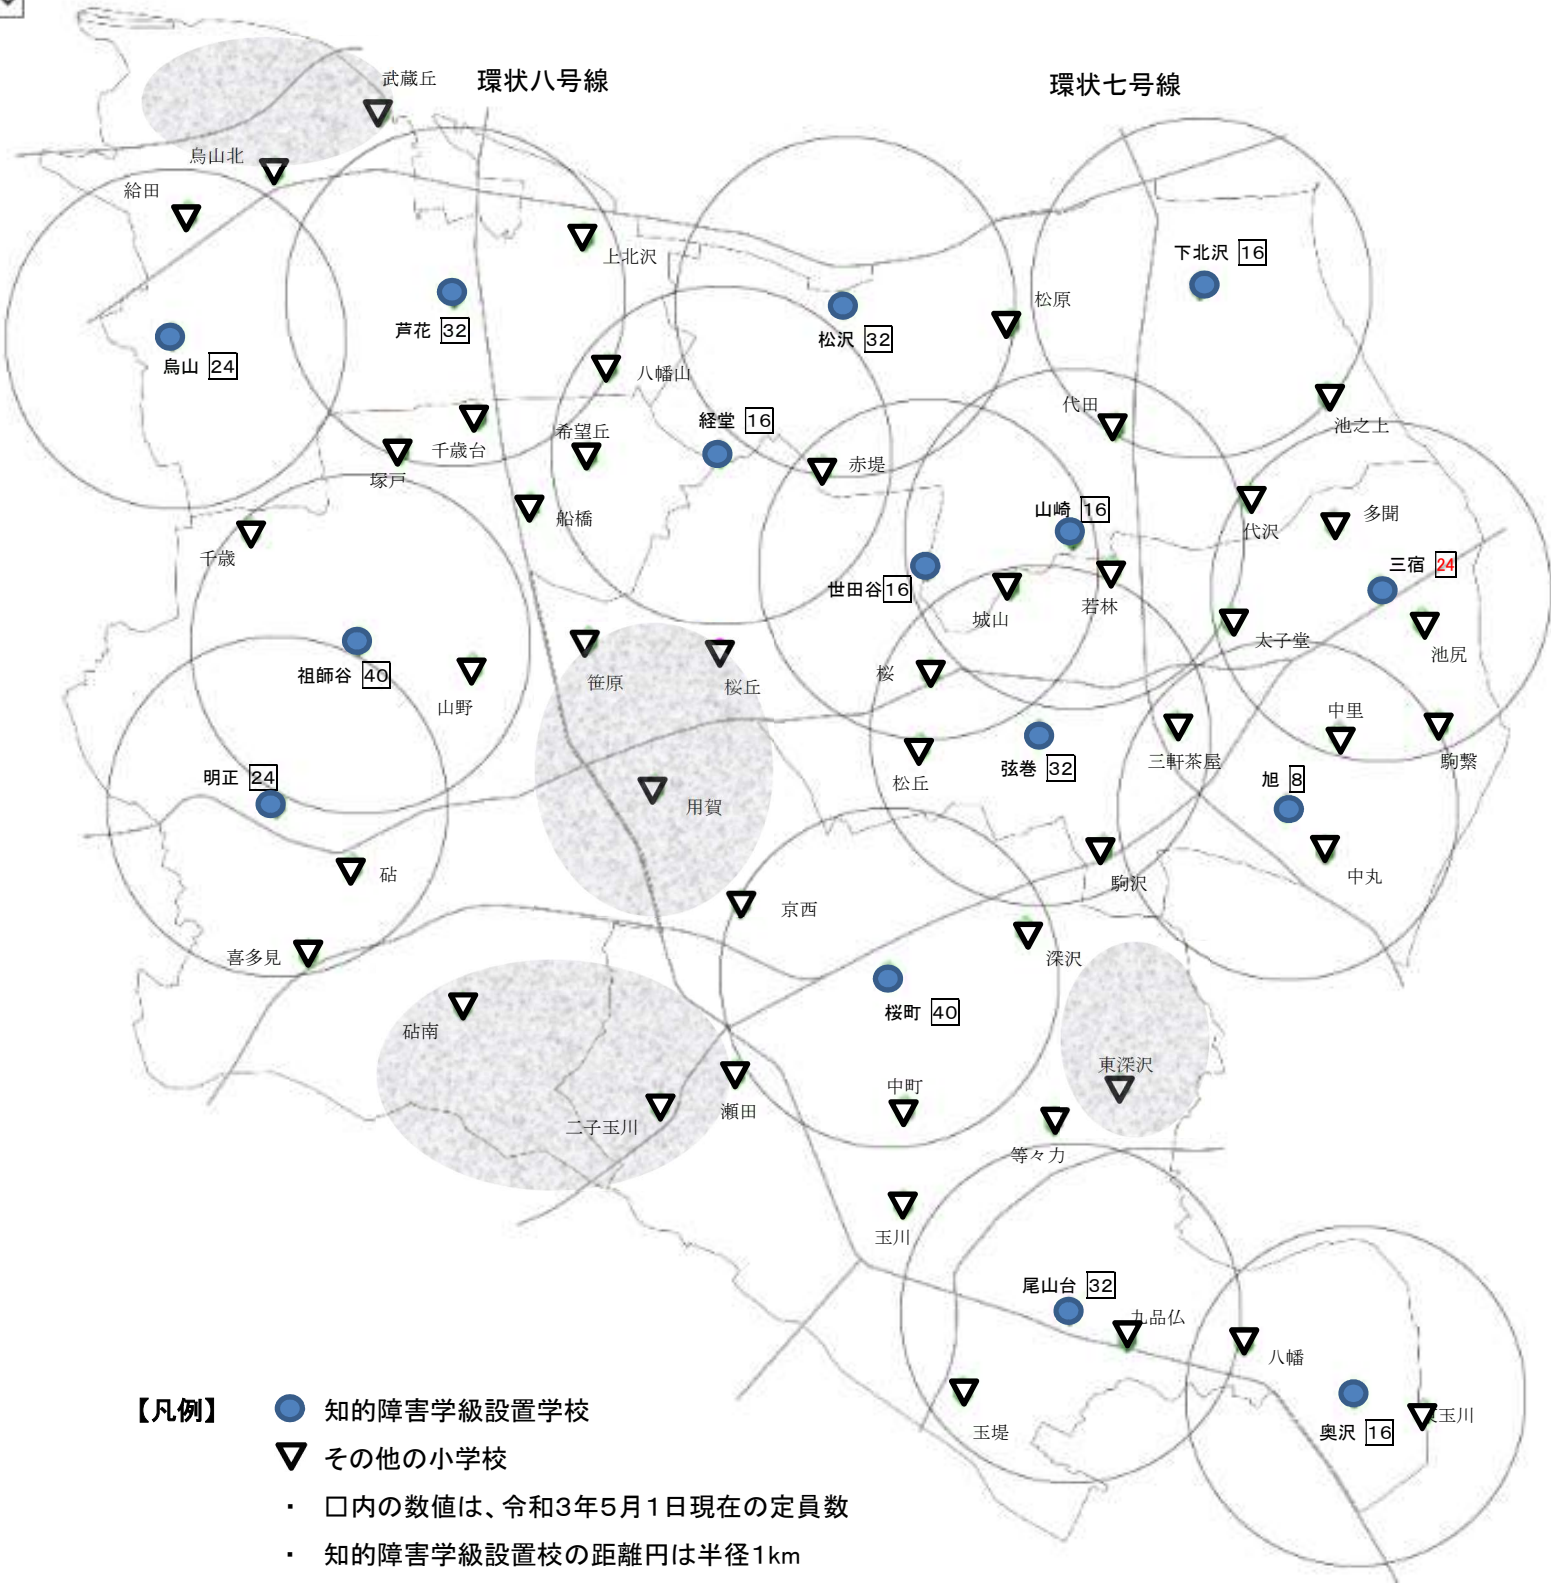 武蔵丘
環状八号線
環状七号線
烏山北
給田
上北沢
下北沢 16
松原
芦花 32
松沢 32
烏山 24
八幡山
代田
経堂 16
池之上
希望丘
千歳台
塚戸
赤堤
船橋
山崎 16
代沢
多聞
千歳
三宿 24
世田谷 16
城山
若林
太子堂
池尻
祖師谷 40
山野
笹原
桜丘
桜
中里
明正 24
松丘
弦巻 32
三軒茶屋
旭 8
駒繋
用賀
砧
駒沢
中丸
京西
喜多見
深沢
桜町 40
砧南
東深沢
中町
二子玉川
瀬田
等々力
玉川
尾山台 32
九品仏
八幡
玉堤
奥沢 16
玉川
【凡例】
知的障害学級設置学校
その他の小学校
・ □内の数値は、令和3年5月1日現在の定員数
・ 知的障害学級設置校の距離円は半径1km